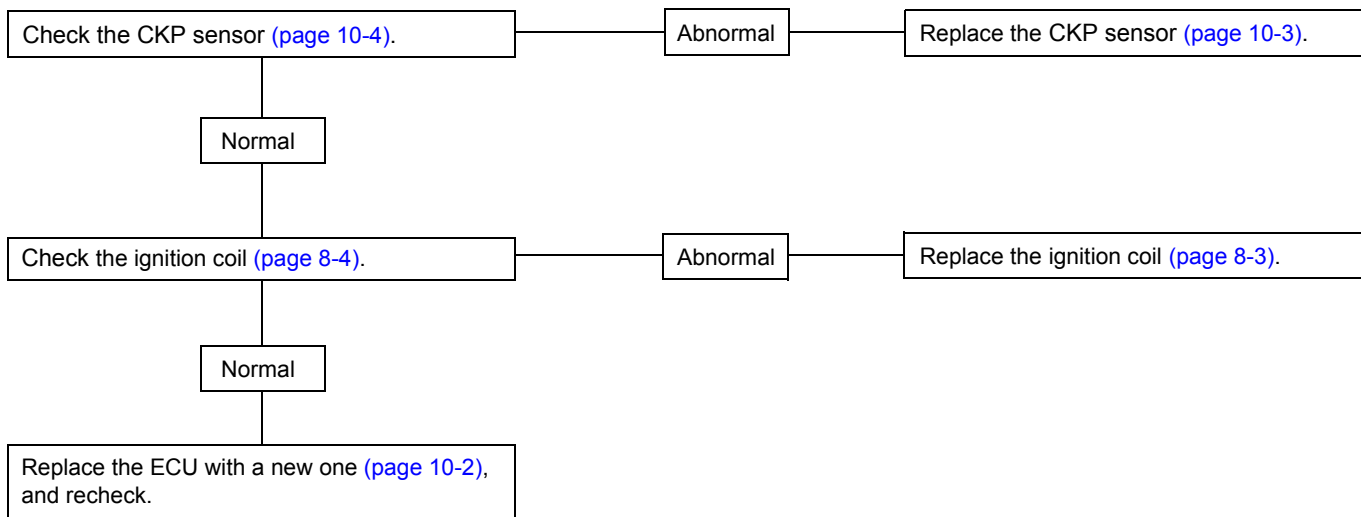 Check the CKP sensor (page 10-4).
Abnormal
Replace the CKP sensor (page 10-3).
Normal
Check the ignition coil (page 8-4).
Abnormal
Replace the ignition coil (page 8-3).
Normal
Replace the ECU with a new one (page 10-2),
and recheck.